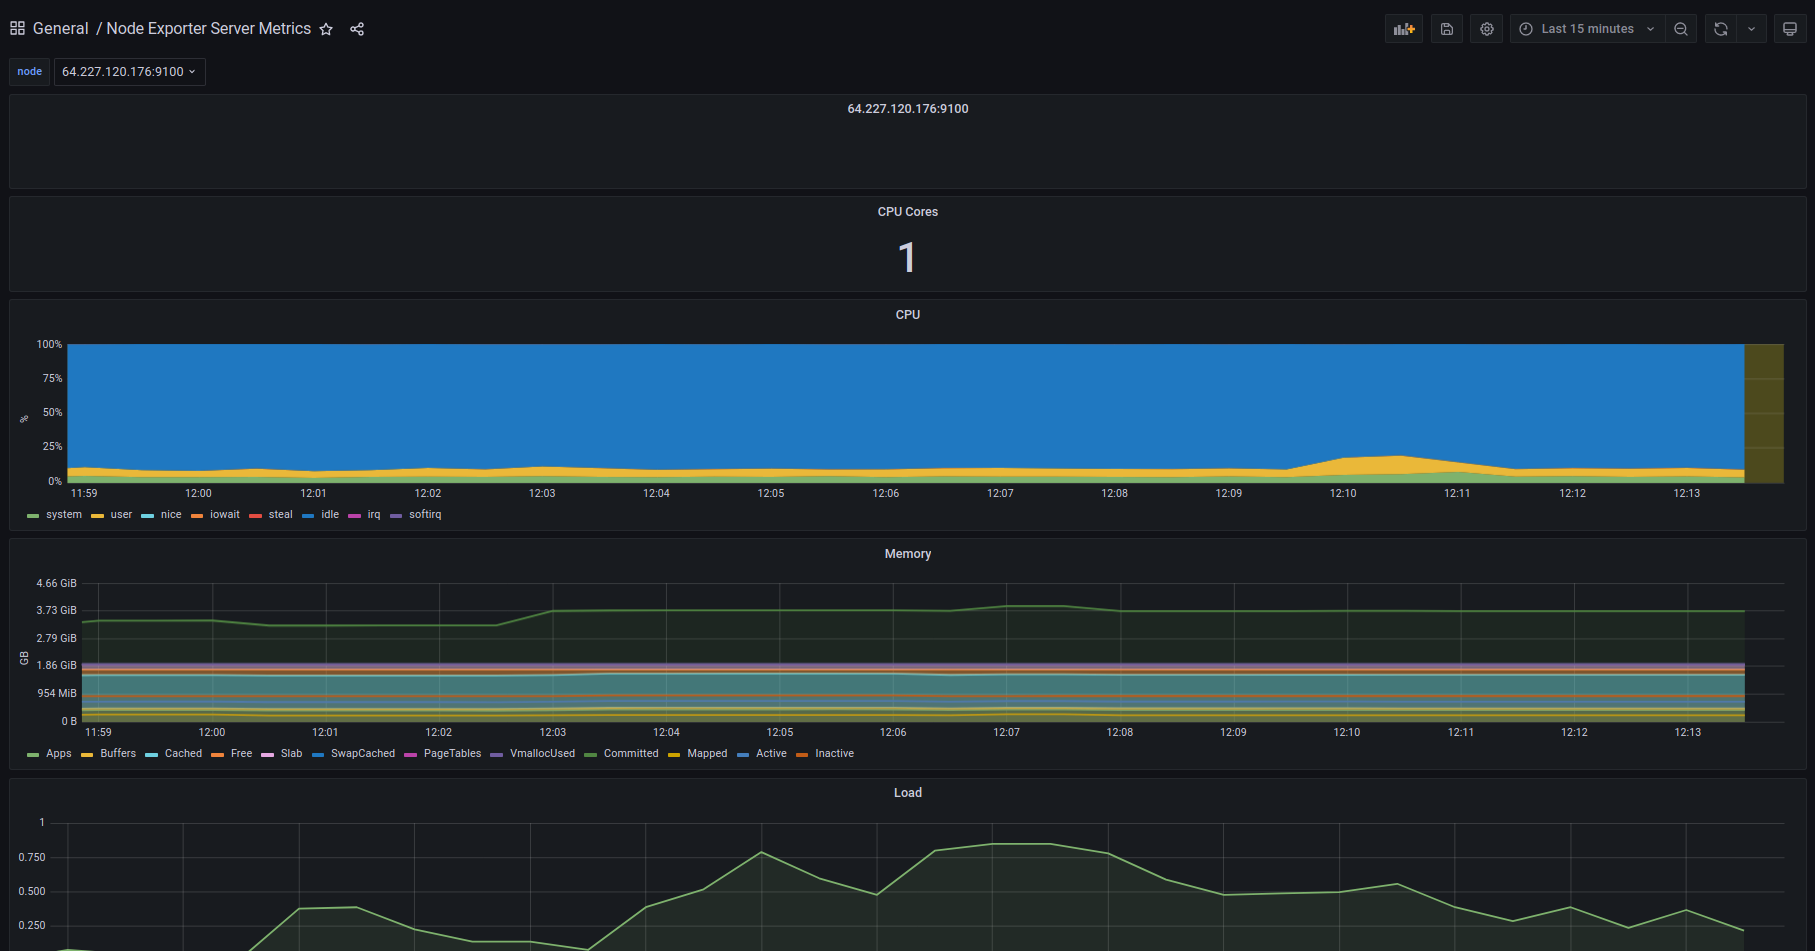 General / Node Exporter Server Metrics
Last 15 minutes
node 64.227.120.176:9100
64.227.120.176:9100
CPU Cores
1
CPU
100%
75%
50%
25%
0%
%
11:59 12:00 12:01 12:02 12:03 12:04 12:05 12:06 12:07 12:08 12:09 12:10 12:11 12:12 12:13
system user nice iowait steal idle irq softirq
Memory
4.66 GiB
3.73 GiB
2.79 GiB
1.86 GiB
954 MiB
0 B
GB
11:59 12:00 12:01 12:02 12:03 12:04 12:05 12:06 12:07 12:08 12:09 12:10 12:11 12:12 12:13
Apps Buffers Cached Free Slab SwapCached PageTables VmallocUsed Committed Mapped Active Inactive
Load
1
0.750
0.500
0.250